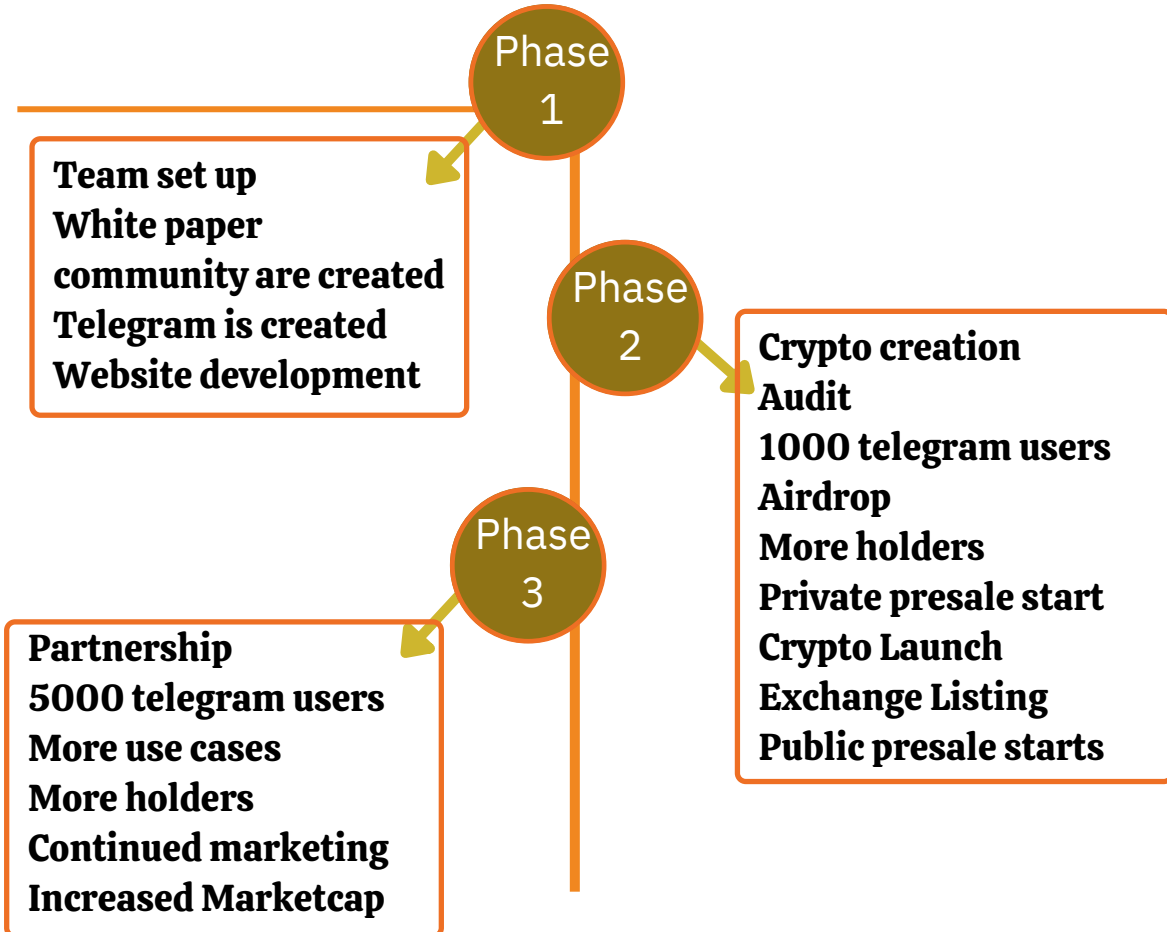 Phase
1
Team set up
White paper
community are created
Telegram is created
Website development
Phase
2
Crypto creation
Audit
1000 telegram users
Airdrop
More holders
Private presale start
Crypto Launch
Exchange Listing
Public presale starts
Phase
3
Partnership
5000 telegram users
More use cases
More holders
Continued marketing
Increased Marketcap